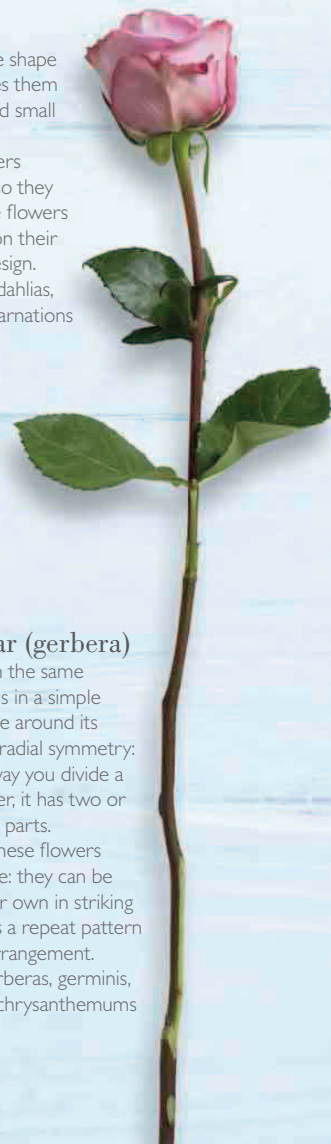 e shape
es them
d small
ers
so they
e flowers
on their
esign.
dahlias,
arnations
ar (gerbera)
n the same
s in a simple
e around its
radial symmetry:
way you divide a
er, it has two or
parts.
hese flowers
e: they can be
r own in striking
s a repeat pattern
rrangement.
rberas, germinis,
chrysanthemums